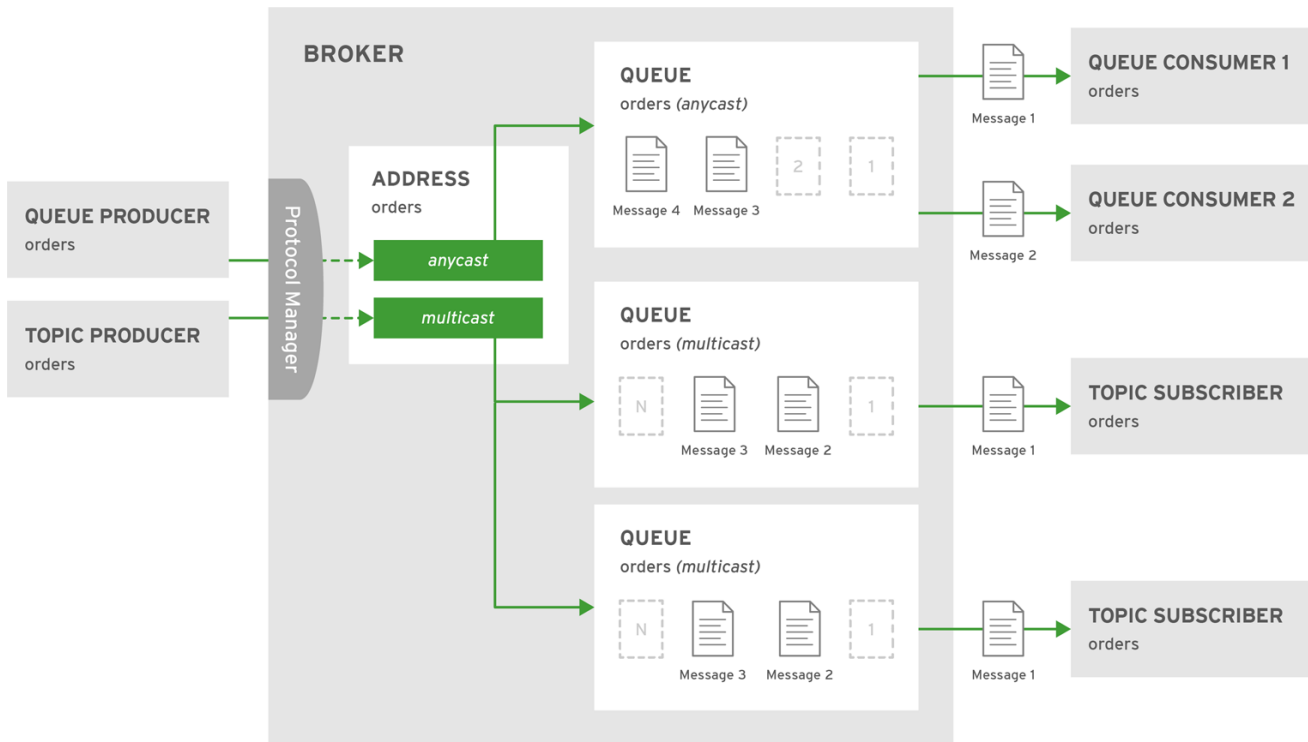 BROKER
QUEUE PRODUCER
orders
TOPIC PRODUCER
orders
Protocol Manager
ADDRESS
orders
anycast
multicast
QUEUE
orders (anycast)
2
1
Message 4
Message 3
QUEUE
orders (multicast)
N
1
Message 3
Message 2
QUEUE
orders (multicast)
N
1
Message 3
Message 2
Message 1
QUEUE CONSUMER 1
orders
Message 2
QUEUE CONSUMER 2
orders
Message 1
TOPIC SUBSCRIBER
orders
Message 1
TOPIC SUBSCRIBER
orders